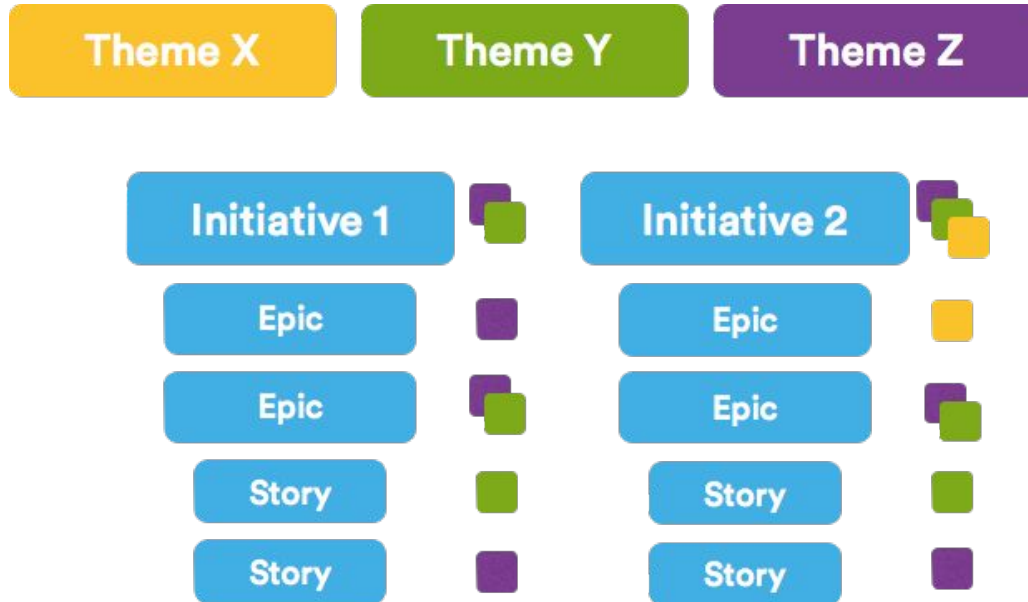 Theme X
Theme Y
Theme Z
Initiative 1
Initiative 2
Epic
Epic
Epic
Epic
Story
Story
Story
Story